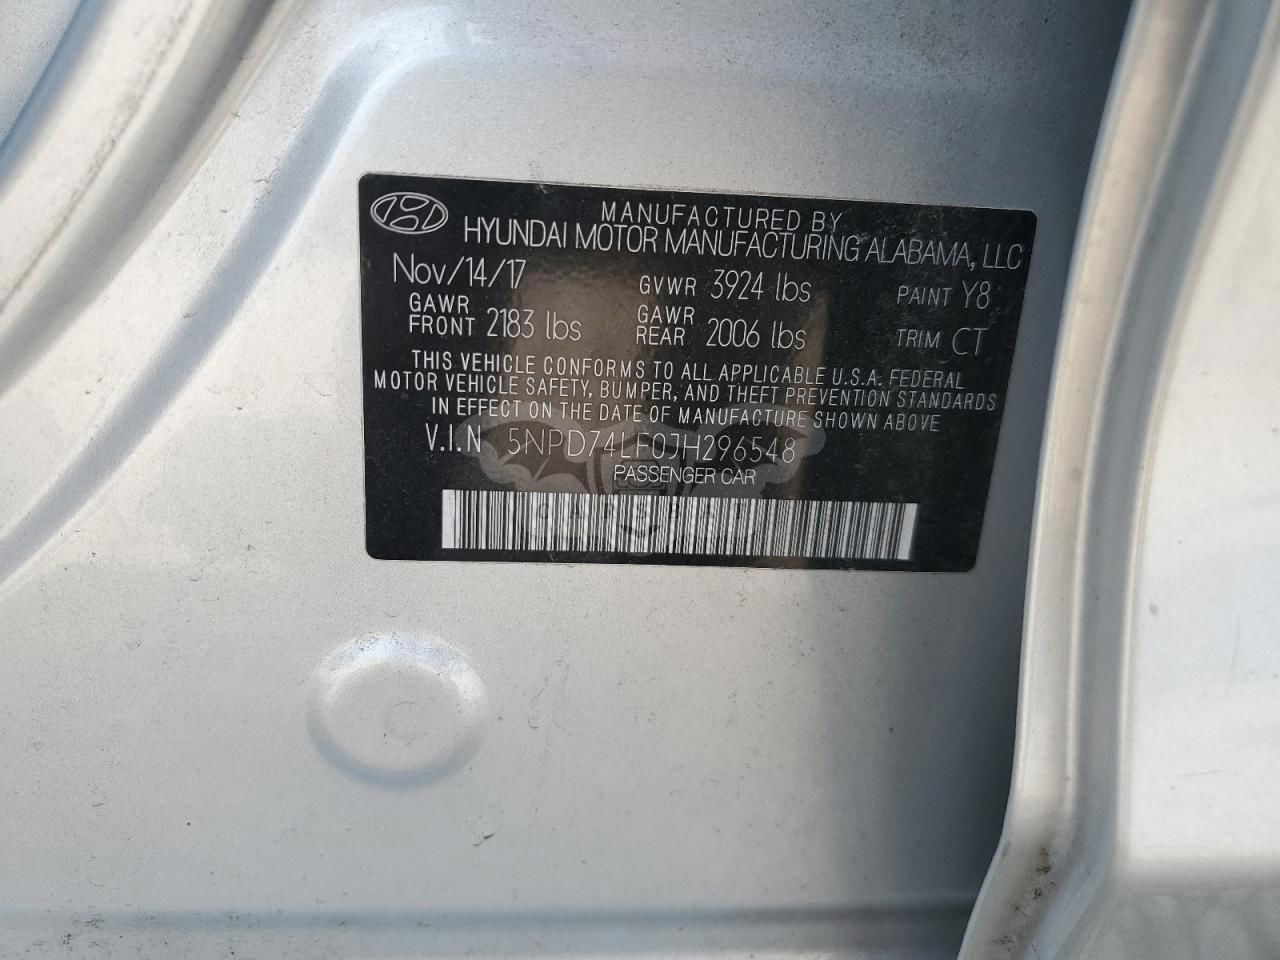 MANUFACTURED BY
HYUNDAI MOTOR MANUFACTURING ALABAMA, LLC
Nov/14/17 GVWR 3924 lbs PAINT Y8
GAWR FRONT 2183 lbs GAWR REAR 2006 lbs TRIM CT
THIS VEHICLE CONFORMS TO ALL APPLICABLE U.S.A. FEDERAL
MOTOR VEHICLE SAFETY, BUMPER, AND THEFT PREVENTION STANDARDS
IN EFFECT ON THE DATE OF MANUFACTURE SHOWN ABOVE
V.I.N 5NPD74LF0JH296548
PASSENGER CAR